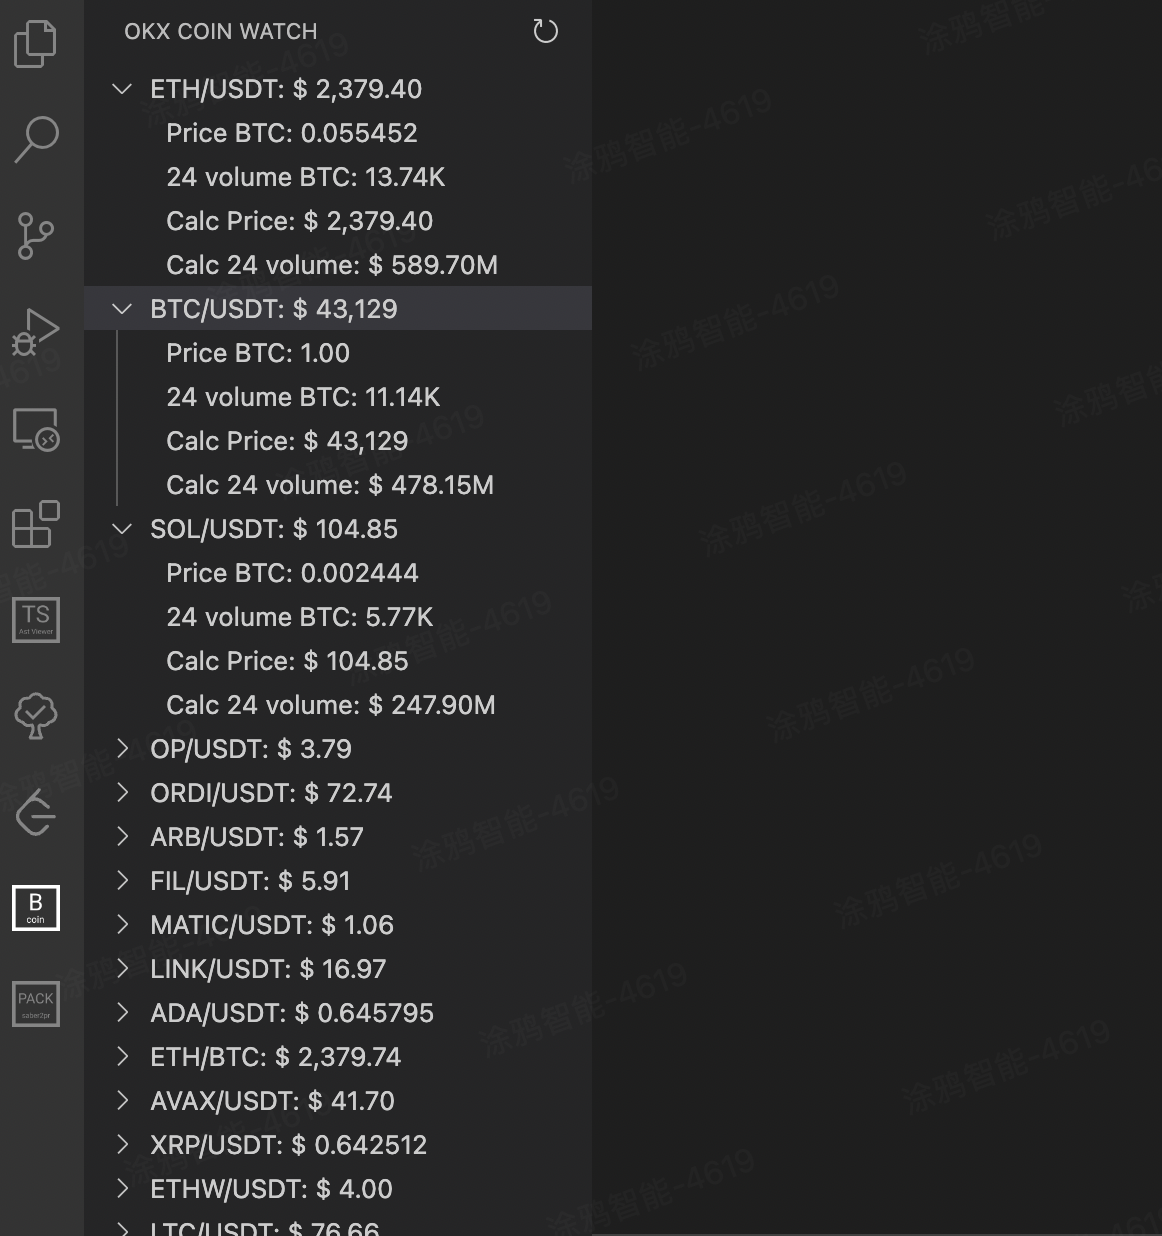 OKX COIN WATCH
ETH/USDT: $ 2,379.40
Price BTC: 0.055452
24 volume BTC: 13.74K
Calc Price: $ 2,379.40
Calc 24 volume: $ 589.70M
BTC/USDT: $ 43,129
Price BTC: 1.00
24 volume BTC: 11.14K
Calc Price: $ 43,129
Calc 24 volume: $ 478.15M
SOL/USDT: $ 104.85
Price BTC: 0.002444
24 volume BTC: 5.77K
Calc Price: $ 104.85
Calc 24 volume: $ 247.90M
OP/USDT: $ 3.79
ORDI/USDT: $ 72.74
ARB/USDT: $ 1.57
FIL/USDT: $ 5.91
MATIC/USDT: $ 1.06
LINK/USDT: $ 16.97
ADA/USDT: $ 0.645795
ETH/BTC: $ 2,379.74
AVAX/USDT: $ 41.70
XRP/USDT: $ 0.642512
ETHW/USDT: $ 4.00
LTC/USDT: $ 76.66
TS
Ast Viewer
B
coin
PACK
saber2pr
涂鸦智能-4619